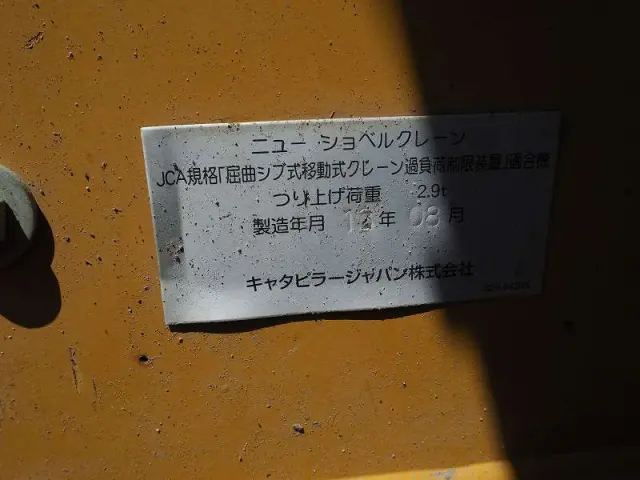 ニュー ショベルクレーン
JCA規格「屈曲ジブ式移動式クレーン過負荷制限装置」適合機
つり上げ荷重 2.9t
製造年月 12年 08月
キャタピラージャパン株式会社